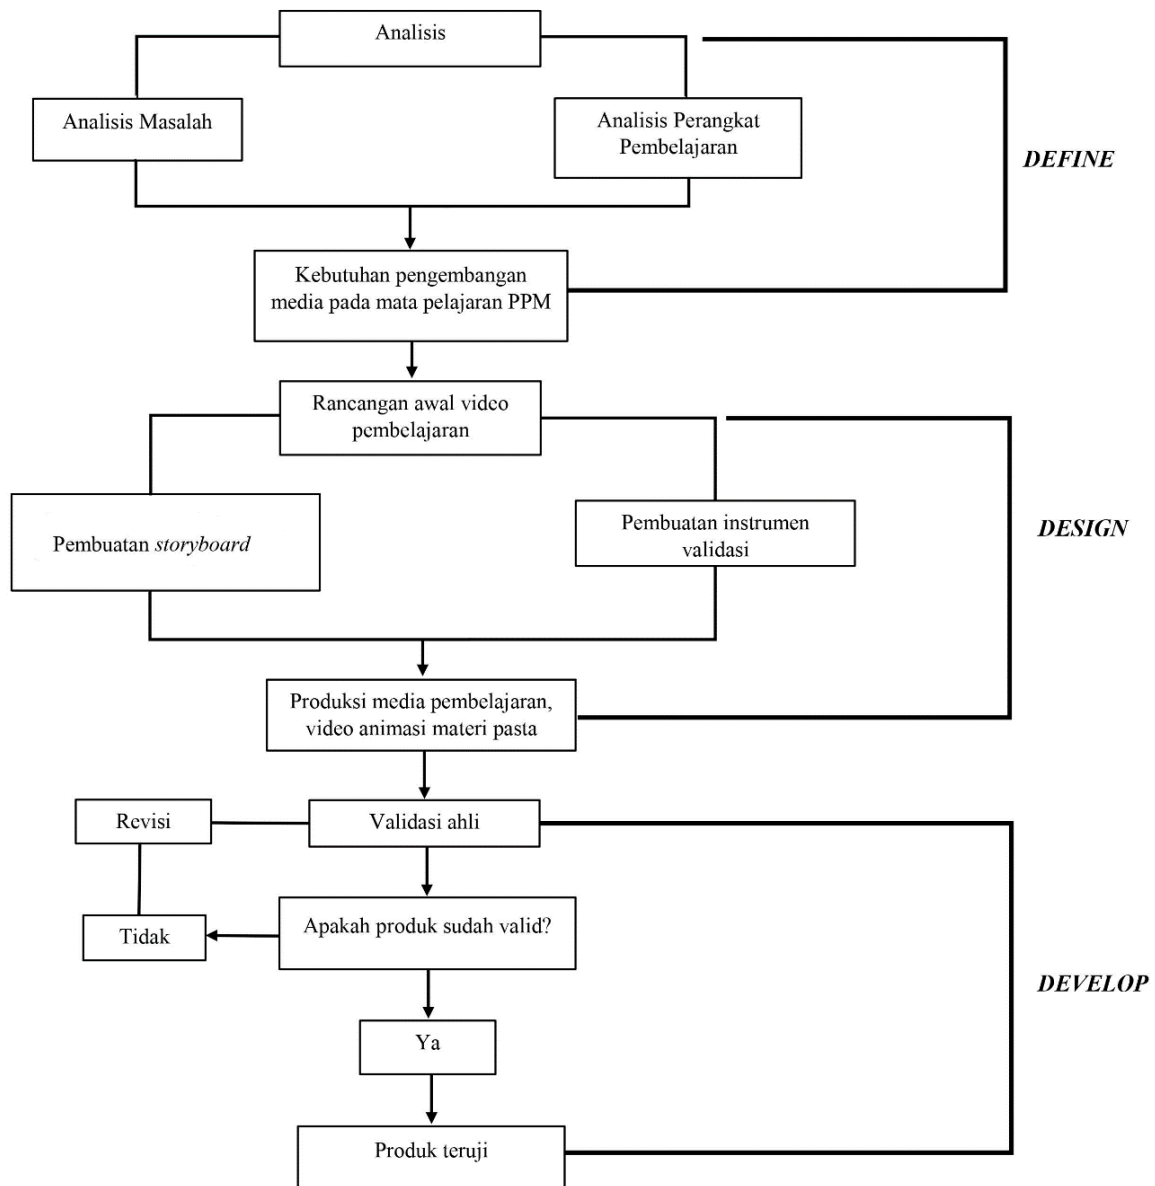 Analisis
Analisis Masalah
Analisis Perangkat
Pembelajaran
DEFINE
Kebutuhan pengembangan
media pada mata pelajaran PPM
Rancangan awal video
pembelajaran
Pembuatan storyboard
Pembuatan instrumen
validasi
DESIGN
Produksi media pembelajaran,
video animasi materi pasta
Revisi
Validasi ahli
Apakah produk sudah valid?
Tidak
DEVELOP
Ya
Produk teruji